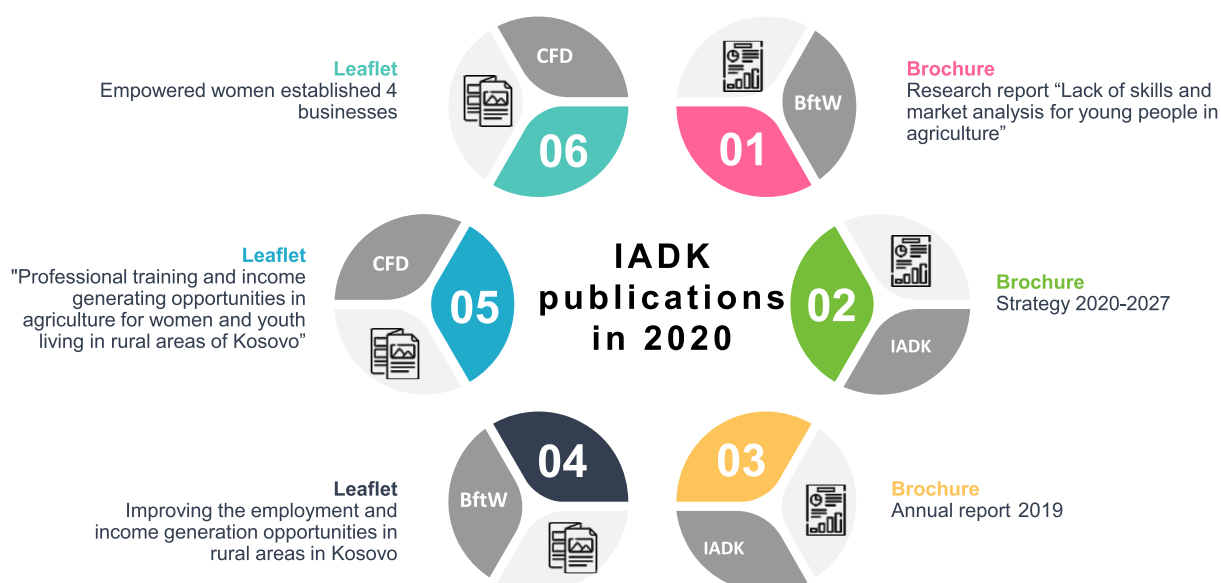 IADK
publications
in 2020
01
BftW
Brochure
Research report “Lack of skills and
market analysis for young people in
agriculture”
02
IADK
Brochure
Strategy 2020-2027
03
IADK
Brochure
Annual report 2019
04
BftW
Leaflet
Improving the employment and
income generation opportunities in
rural areas in Kosovo
05
CFD
Leaflet
"Professional training and income
generating opportunities in
agriculture for women and youth
living in rural areas of Kosovo”
06
CFD
Leaflet
Empowered women established 4
businesses